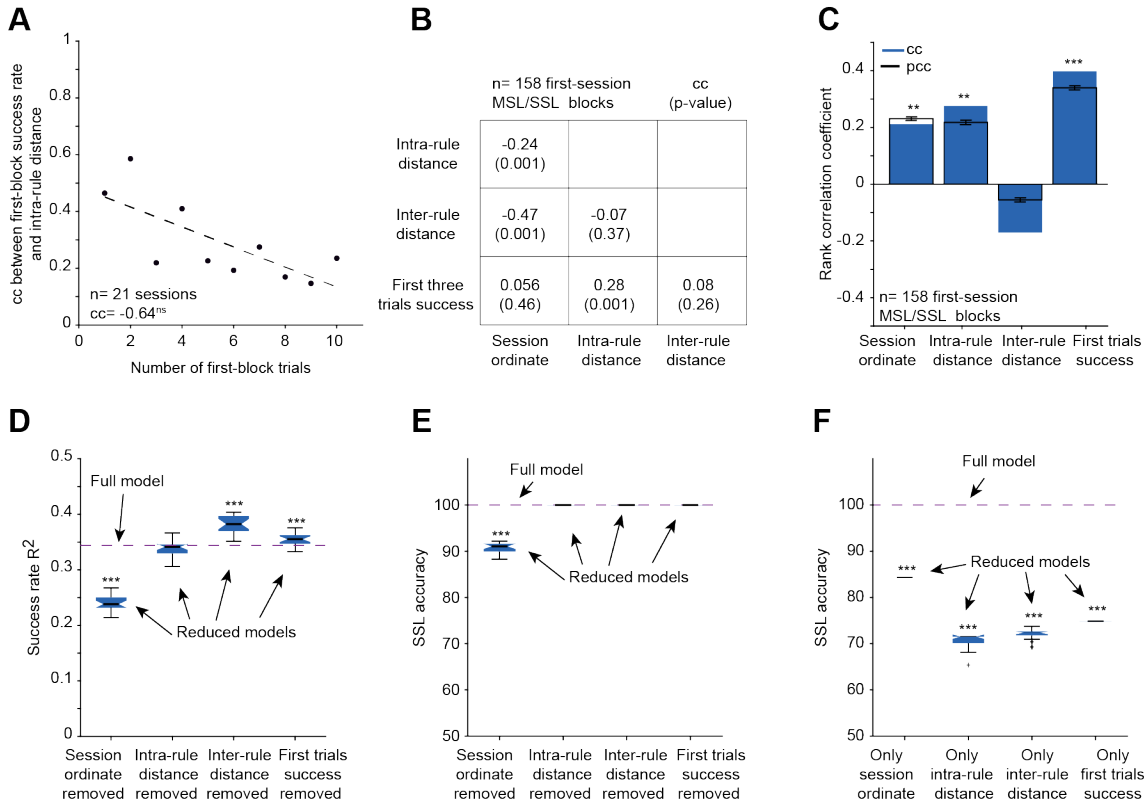 A
cc between first-block success rate
and intra-rule distance
1
0.8
0.6
0.4
0.2
0
n= 21 sessions
cc= -0.64ns
2
4
6
8
10
Number of first-block trials
B
n= 158 first-session
MSL/SSL blocks
cc
(p-value)
Intra-rule
distance
-0.24
(0.001)
Inter-rule
distance
-0.47
(0.001)
-0.07
(0.37)
First three
trials success
0.056
(0.46)
0.28
(0.001)
0.08
(0.26)
Session
ordinate
Intra-rule
distance
Inter-rule
distance
C
Rank correlation coefficient
0.4
0.2
0
-0.2
-0.4
cc
pcc
**
**
***
n= 158 first-session
MSL/SSL blocks
Session
ordinate
Intra-rule
distance
Inter-rule
distance
First trials
success
D
Success rate R2
0.5
0.4
0.3
0.2
0.1
0
Full model
***
***
***
Reduced models
Session
ordinate
removed
Intra-rule
distance
removed
Inter-rule
distance
removed
First trials
success
removed
E
SSL accuracy
100
90
80
70
60
50
Full model
***
Reduced models
Session
ordinate
removed
Intra-rule
distance
removed
Inter-rule
distance
removed
First trials
success
removed
F
SSL accuracy
100
90
80
70
60
50
Full model
Reduced models
***
***
***
***
Only
session
ordinate
Only
intra-rule
distance
Only
inter-rule
distance
Only
first trials
success